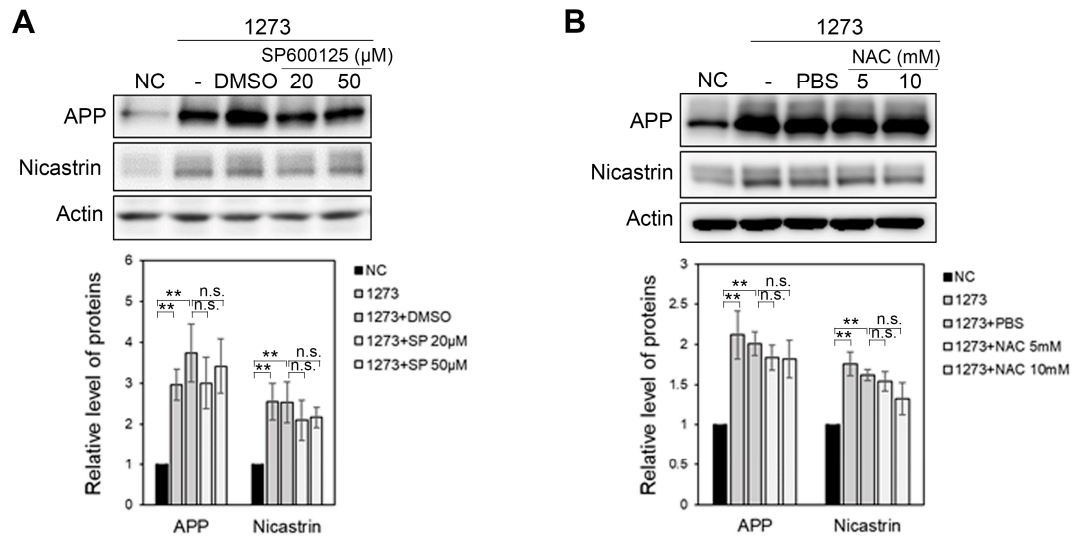 A
1273
SP600125 (µM)
NC - DMSO 20 50
APP
Nicastrin
Actin
Relative level of proteins
6
5
4
3
2
1
0
** ** n.s. n.s.
** ** n.s. n.s.
APP Nicastrin
NC
1273
1273+DMSO
1273+SP 20µM
1273+SP 50µM
B
1273
NAC (mM)
NC - PBS 5 10
APP
Nicastrin
Actin
Relative level of proteins
3
2.5
2
1.5
1
0.5
0
** ** n.s. n.s.
** ** n.s. n.s.
APP Nicastrin
NC
1273
1273+PBS
1273+NAC 5mM
1273+NAC 10mM